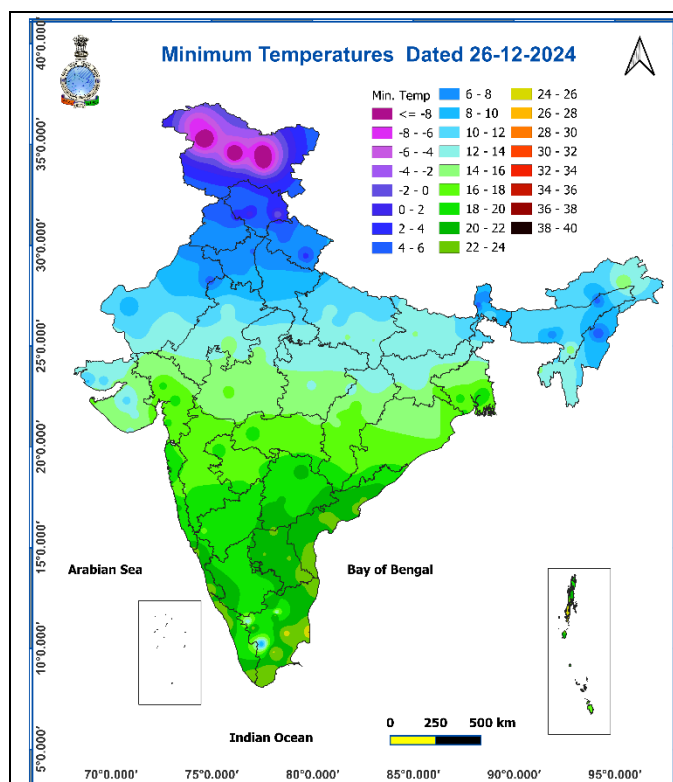 Minimum Temperatures Dated 26-12-2024
Min. Temp
<= -8
-8 - -6
-6 - -4
-4 - -2
-2 - 0
0 - 2
2 - 4
4 - 6
6 - 8
8 - 10
10 - 12
12 - 14
14 - 16
16 - 18
18 - 20
20 - 22
22 - 24
24 - 26
26 - 28
28 - 30
30 - 32
32 - 34
34 - 36
36 - 38
38 - 40
40°0.000'
35°0.000'
30°0.000'
25°0.000'
20°0.000'
15°0.000'
10°0.000'
5°0.000'
Arabian Sea
Bay of Bengal
Indian Ocean
0 250 500 km
70°0.000' 75°0.000' 80°0.000' 85°0.000' 90°0.000' 95°0.000'